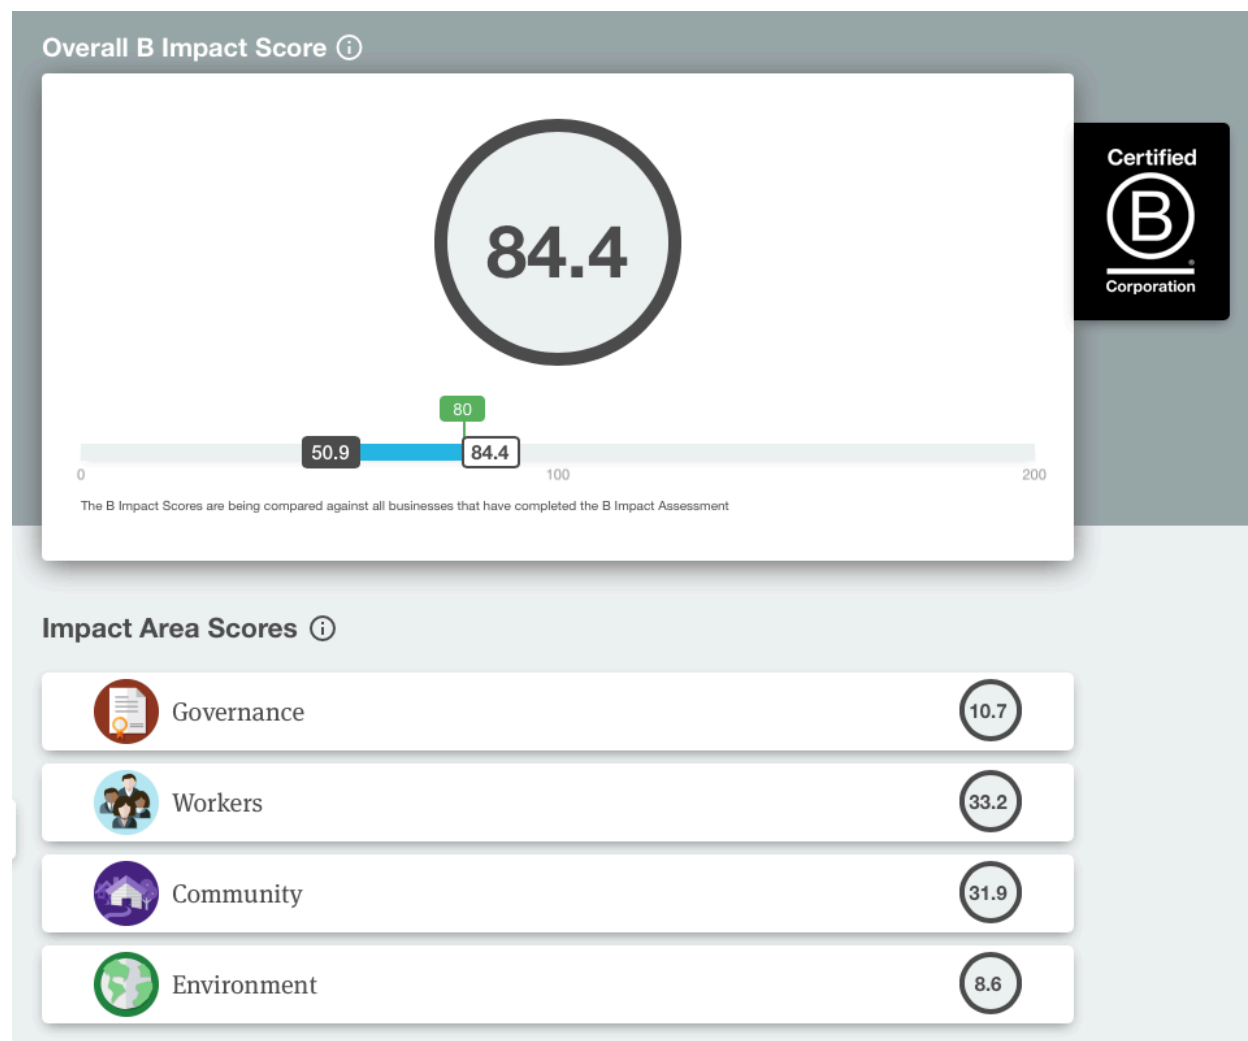 Overall B Impact Score
84.4
Certified
B
®
Corporation
80
50.9
84.4
0
100
200
The B Impact Scores are being compared against all businesses that have completed the B Impact Assessment
Impact Area Scores
Governance
10.7
Workers
33.2
Community
31.9
Environment
8.6